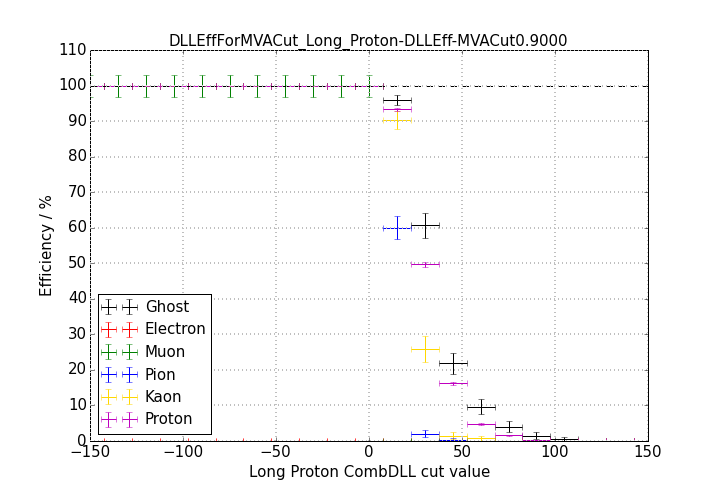 DLLEffForMVACut_Long_Proton-DLLEff-MVACut0.9000
110
100
90
80
70
60
50
40
30
20
10
0
Efficiency / %
Ghost
Electron
Muon
Pion
Kaon
Proton
−150 −100 −50 0 50 100 150
Long Proton CombDLL cut value